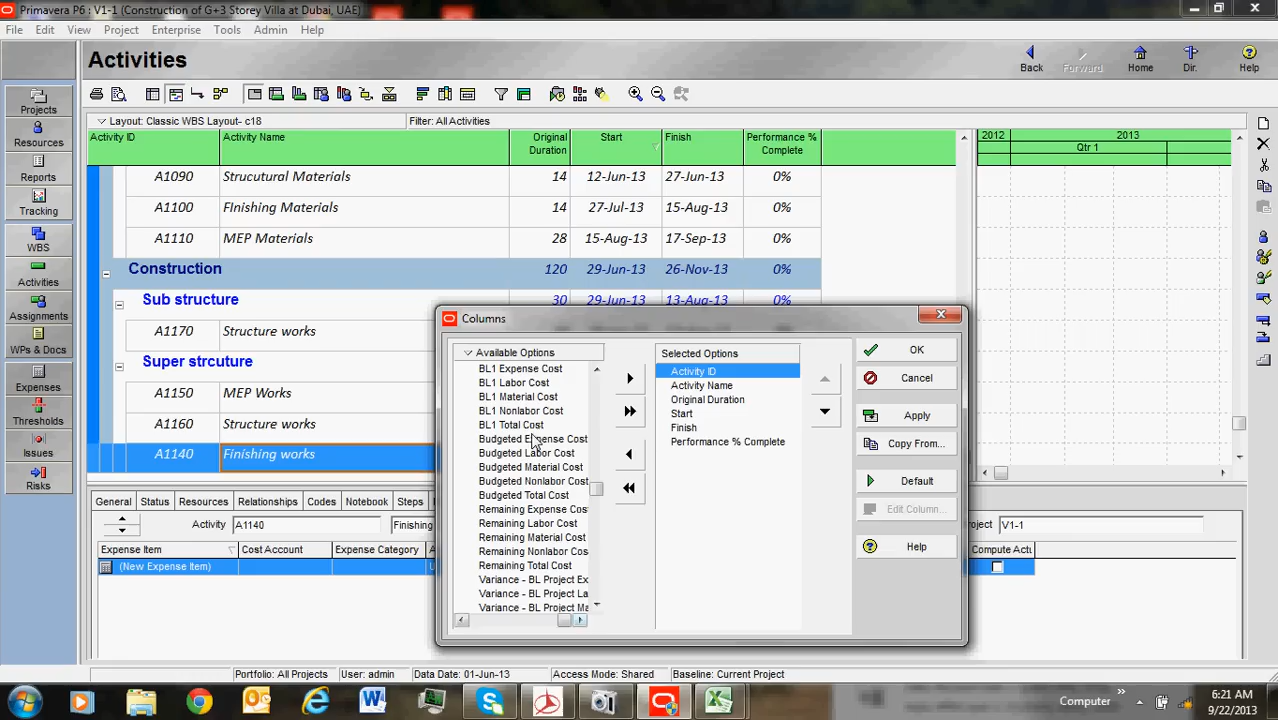 Primavera P6 : V1-1 (Construction of G+3 Storey Villa at Dubai, UAE)
File Edit View Project Enterprise Tools Admin Help
Activities
Back Forward Home Dir. Help
Projects
Resources
Reports
Tracking
WBS
Activities
Assignments
WPs & Docs
Expenses
Thresholds
Issues
Risks
Layout: Classic WBS Layout- c18 Filter: All Activities
Activity ID Activity Name Original Duration Start Finish Performance % Complete 2012 2013
Qtr 1
A1090 Strucutural Materials 14 12-Jun-13 27-Jun-13 0%
A1100 FInishing Materials 14 27-Jul-13 15-Aug-13 0%
A1110 MEP Materials 28 15-Aug-13 17-Sep-13 0%
Construction 120 29-Jun-13 26-Nov-13 0%
Sub structure 30 29-Jun-13 13-Aug-13 0%
A1170 Structure works
Super strcuture
A1150 MEP Works
A1160 Structure works
A1140 Finishing works
Columns
Available Options
BL1 Expense Cost
BL1 Labor Cost
BL1 Material Cost
BL1 Nonlabor Cost
BL1 Total Cost
Budgeted Expense Cost
Budgeted Labor Cost
Budgeted Material Cost
Budgeted Nonlabor Cost
Budgeted Total Cost
Remaining Expense Cos
Remaining Labor Cost
Remaining Material Cost
Remaining Nonlabor Cos
Remaining Total Cost
Variance - BL Project Ex
Variance - BL Project La
Variance - BL Project Ma
Selected Options
Activity ID
Activity Name
Original Duration
Start
Finish
Performance % Complete
OK
Cancel
Apply
Copy From...
Default
Edit Column...
Help
General Status Resources Relationships Codes Notebook Steps
Activity A1140 Finishing roject V1-1
Expense Item Cost Account Expense Category A Compute Actu
(New Expense Item) U
Portfolio: All Projects User: admin Data Date: 01-Jun-13 Access Mode: Shared Baseline: Current Project
Computer »
6:21 AM
9/22/2013